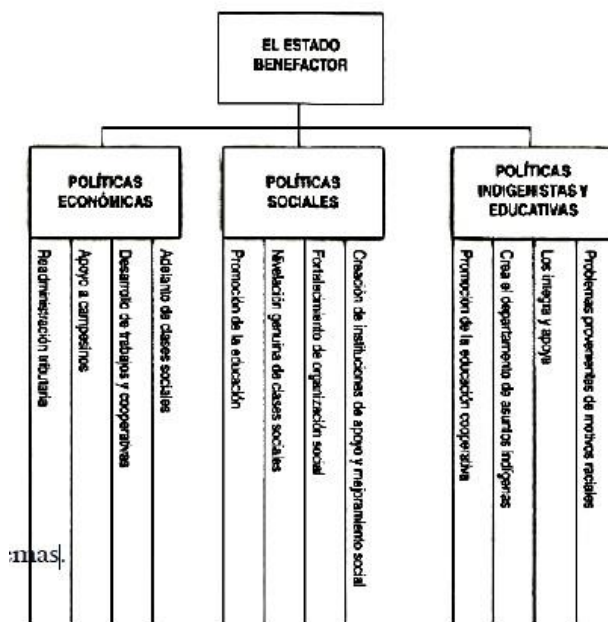 EL ESTADO
BENEFACTOR
POLÍTICAS
ECONÓMICAS
Readministración tributaria
Apoyo a campesinos
Desarrollo de trabajos y cooperativas
Adelanto de clases sociales
POLÍTICAS
SOCIALES
Promoción de la educación
Nivelación genuina de clases sociales
Fortalecimiento de organización social
Creación de instituciones de apoyo y mejoramiento social
POLÍTICAS
INDIGENISTAS Y
EDUCATIVAS
Promoción de la educación cooperativa
Crea el departamento de asuntos indígenas
Los integra y apoya
Problemas provenientes de motivos raciales
emas.